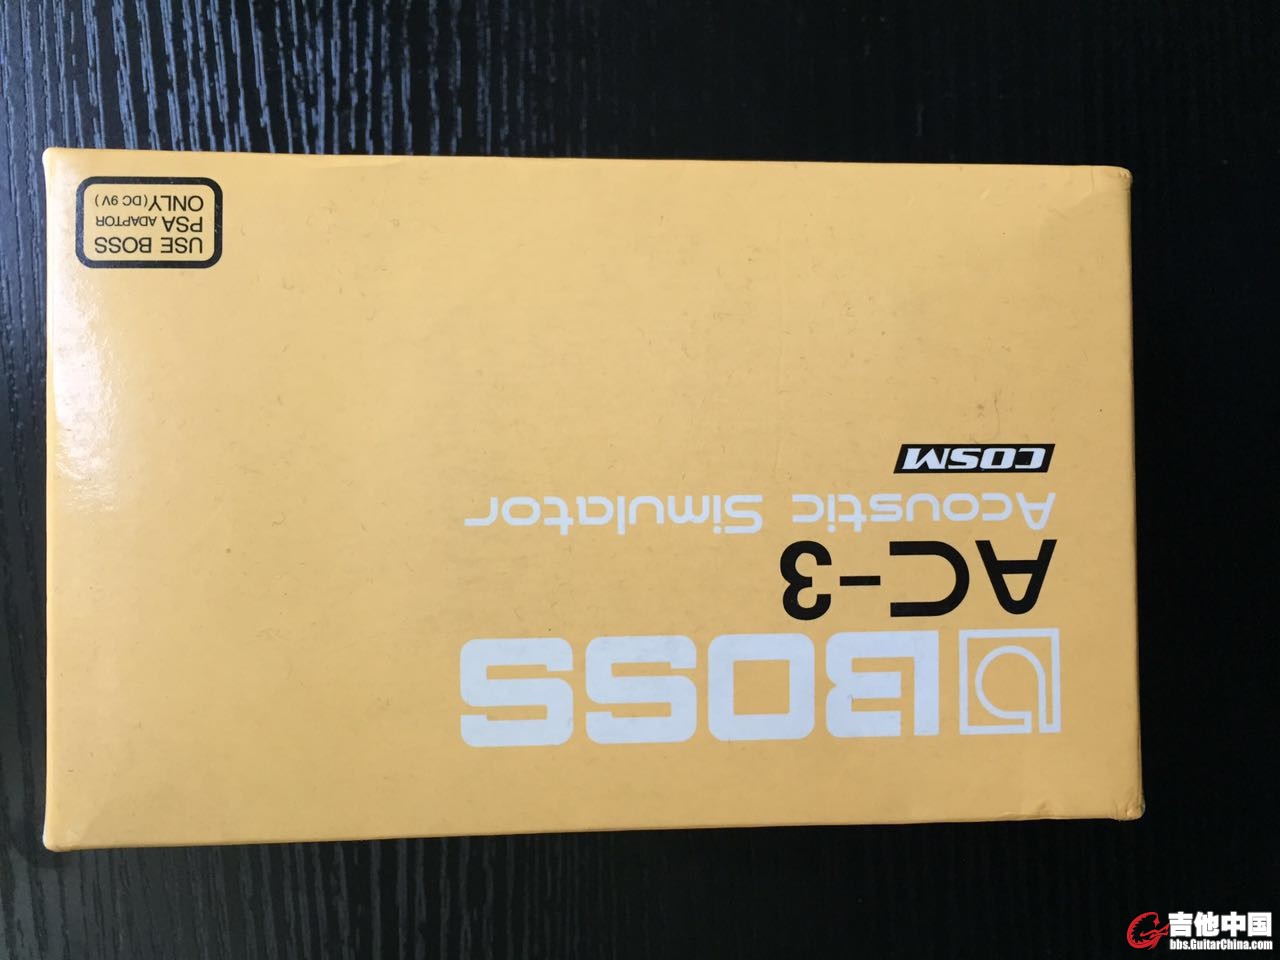 BOSS
AC-3
Acoustic Simulator
COSM
USE BOSS
PSA ADAPTOR
ONLY(DC 9V)
吉他中国
bbs.GuitarChina.com